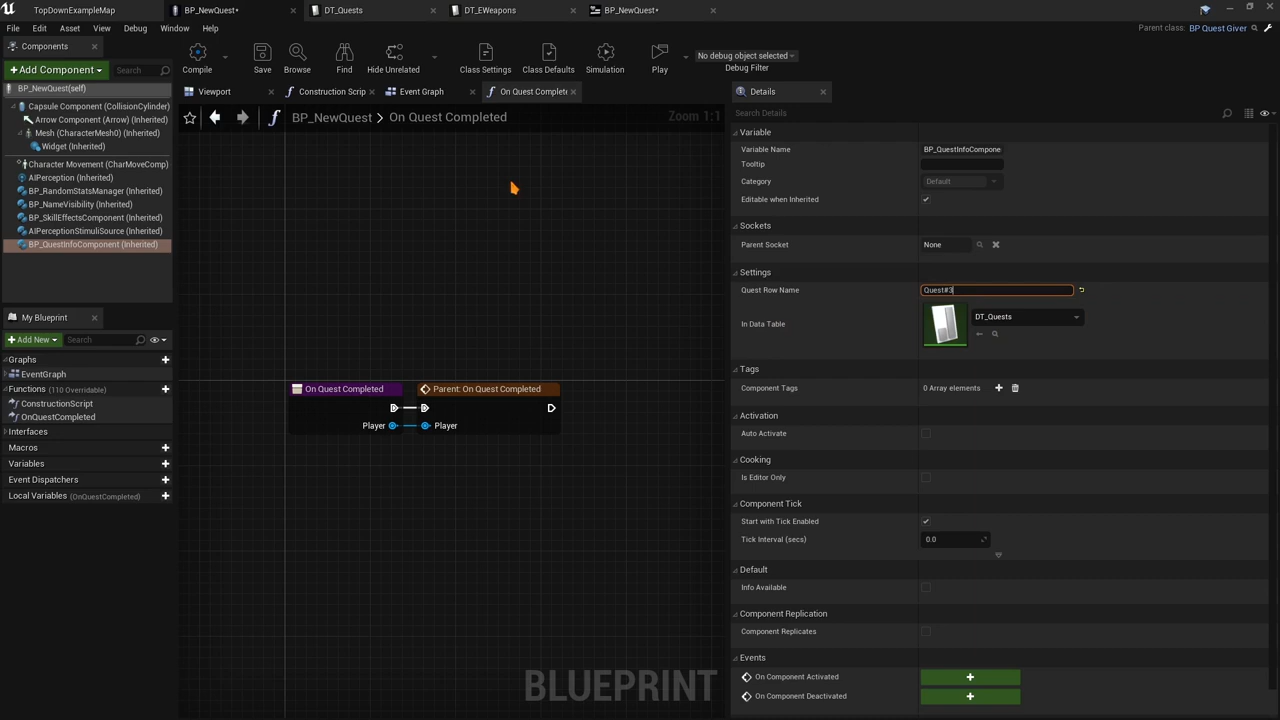 TopDownExampleMap
BP_NewQuest*
DT_Quests
DT_EWeapons
BP_NewQuest*
File Edit Asset View Debug Window Help
Parent class: BP Quest Giver
Components
Add Component
Search
Compile
Save
Browse
Find
Hide Unrelated
Class Settings
Class Defaults
Simulation
Play
No debug object selected
Debug Filter
BP_NewQuest(self)
Capsule Component (CollisionCylinder)
Arrow Component (Arrow) (Inherited)
Mesh (CharacterMesh0) (Inherited)
Widget (Inherited)
Character Movement (CharMoveComp)
AIPerception (Inherited)
BP_RandomStatsManager (Inherited)
BP_NameVisibility (Inherited)
BP_SkillEffectsComponent (Inherited)
AIPerceptionStimuliSource (Inherited)
BP_QuestInfoComponent (Inherited)
My Blueprint
Add New
Search
Graphs
EventGraph
Functions (110 Overridable)
ConstructionScript
OnQuestCompleted
Interfaces
Macros
Variables
Event Dispatchers
Local Variables (OnQuestCompleted)
Viewport
Construction Scrip
Event Graph
On Quest Complete
BP_NewQuest > On Quest Completed
Zoom 1:1
On Quest Completed
Player
Parent: On Quest Completed
Player
BLUEPRINT
Details
Search Details
Variable
Variable Name BP_QuestInfoCompone
Tooltip
Category Default
Editable when Inherited
Sockets
Parent Socket None
Settings
Quest Row Name Quest#3
In Data Table DT_Quests
Tags
Component Tags 0 Array elements
Activation
Auto Activate
Cooking
Is Editor Only
Component Tick
Start with Tick Enabled
Tick Interval (secs) 0.0
Default
Info Available
Component Replication
Component Replicates
Events
On Component Activated
On Component Deactivated